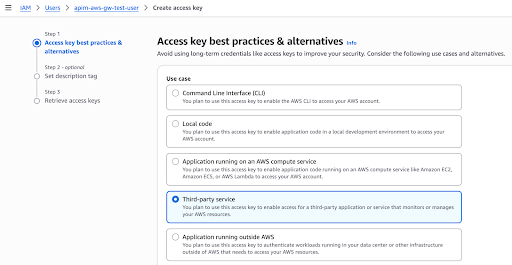 IAM > Users > apim-aws-gw-test-user > Create access key
Step 1
Access key best practices &
alternatives
Step 2 - optional
Set description tag
Step 3
Retrieve access keys
Access key best practices & alternatives Info
Avoid using long-term credentials like access keys to improve your security. Consider the following use cases and alternatives.
Use case
Command Line Interface (CLI)
You plan to use this access key to enable the AWS CLI to access your AWS account.
Local code
You plan to use this access key to enable application code in a local development environment to access your
AWS account.
Application running on an AWS compute service
You plan to use this access key to enable application code running on an AWS compute service like Amazon EC2,
Amazon ECS, or AWS Lambda to access your AWS account.
Third-party service
You plan to use this access key to enable access for a third-party application or service that monitors or manages
your AWS resources.
Application running outside AWS
You plan to use this access key to authenticate workloads running in your data center or other infrastructure
outside of AWS that needs to access your AWS resources.